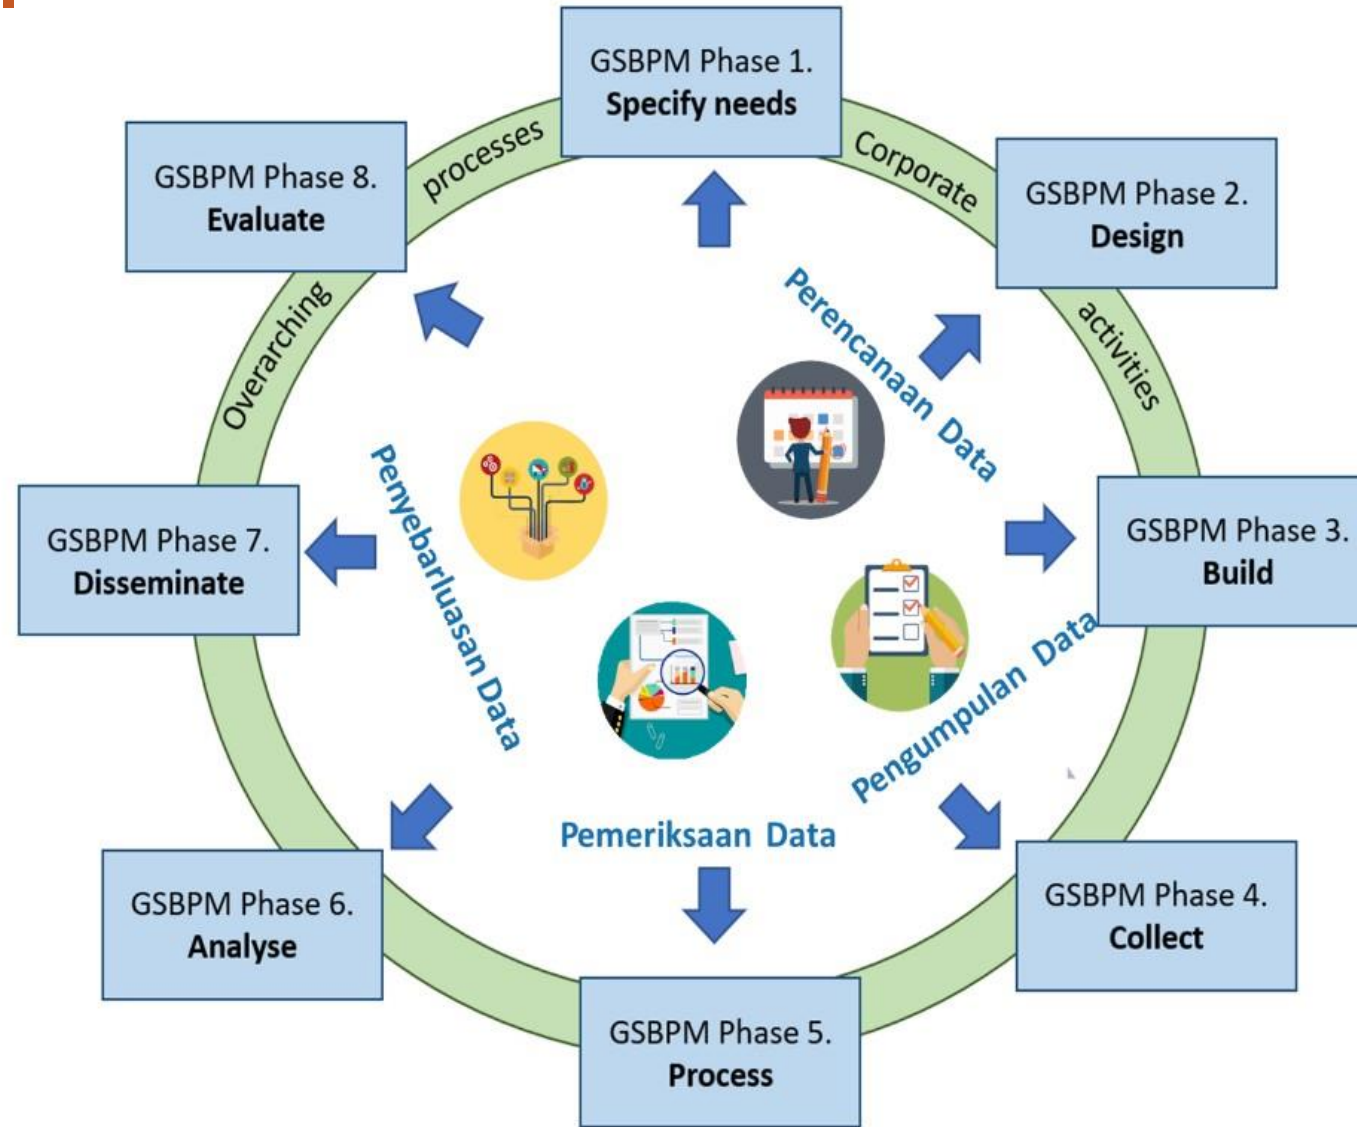 GSBPM Phase 1.
Specify needs
GSBPM Phase 2.
Design
GSBPM Phase 3.
Build
GSBPM Phase 4.
Collect
GSBPM Phase 5.
Process
GSBPM Phase 6.
Analyse
GSBPM Phase 7.
Disseminate
GSBPM Phase 8.
Evaluate
Overarching
processes
Corporate
activities
Perencanaan Data
Pengumpulan Data
Pemeriksaan Data
Penyebarluasan Data